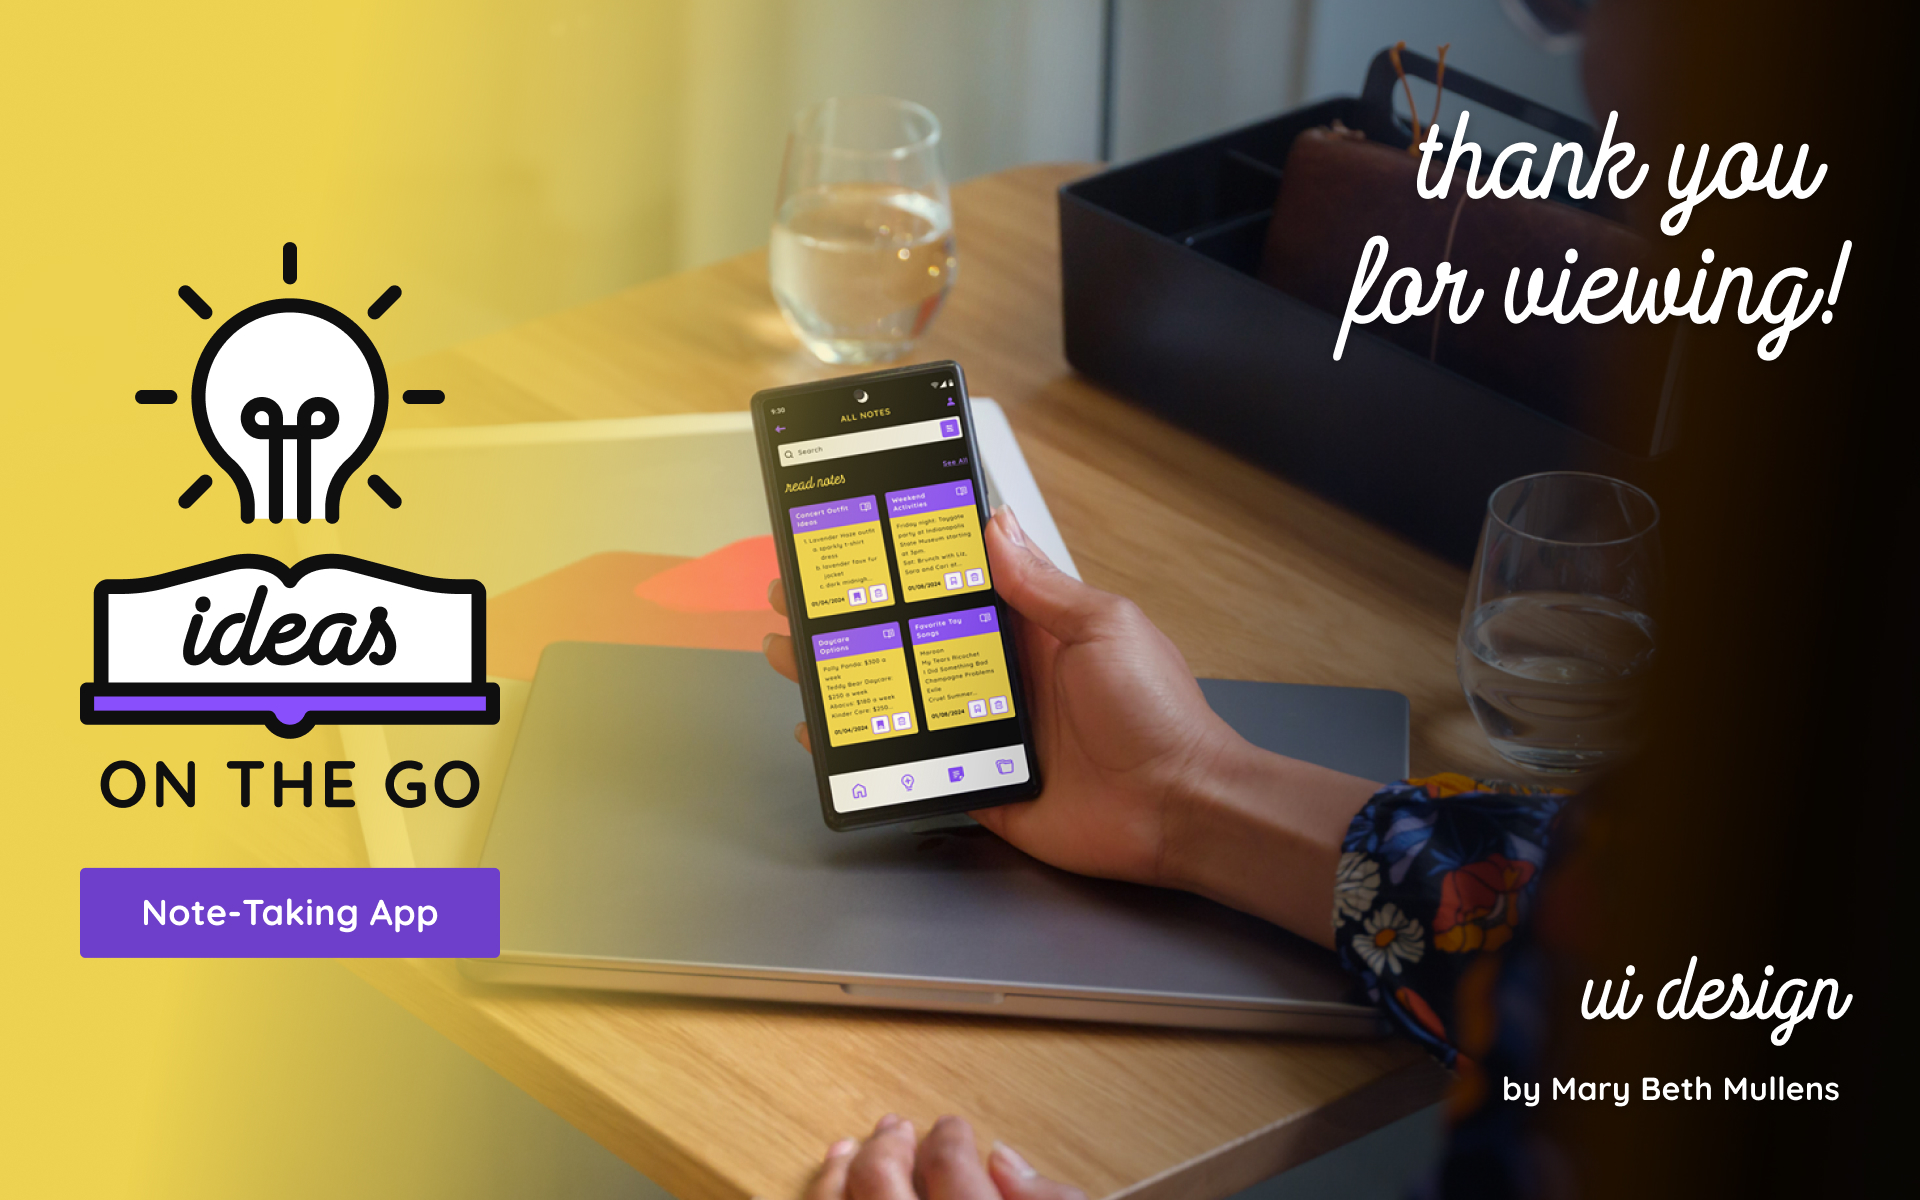 thank you
for viewing!
ideas
ON THE GO
Note-Taking App
9:30
ALL NOTES
Search
See All
read notes
Concert Outfit
Ideas
1. Lavender Haze outfit
a. sparkly t-shirt
dress
b. lavender faux fur
jacket
c. dark midnigh...
01/04/2024
Weekend
Activities
Friday night: Taygate
party at Indianapolis
State Museum starting
at 5pm.
Sat: Brunch with Liz,
Sara and Cori at...
01/08/2024
Daycare
Options
Polly Panda: $300 a
week
Teddy Bear Daycare:
$250 a week
Abacus: $180 a week
Kinder Care: $250...
01/04/2024
Favorite Tay
Songs
Maroon
My Tears Ricochet
I Did Something Bad
Champagne Problems
Exile
Cruel Summer...
01/08/2024
ui design
by Mary Beth Mullens